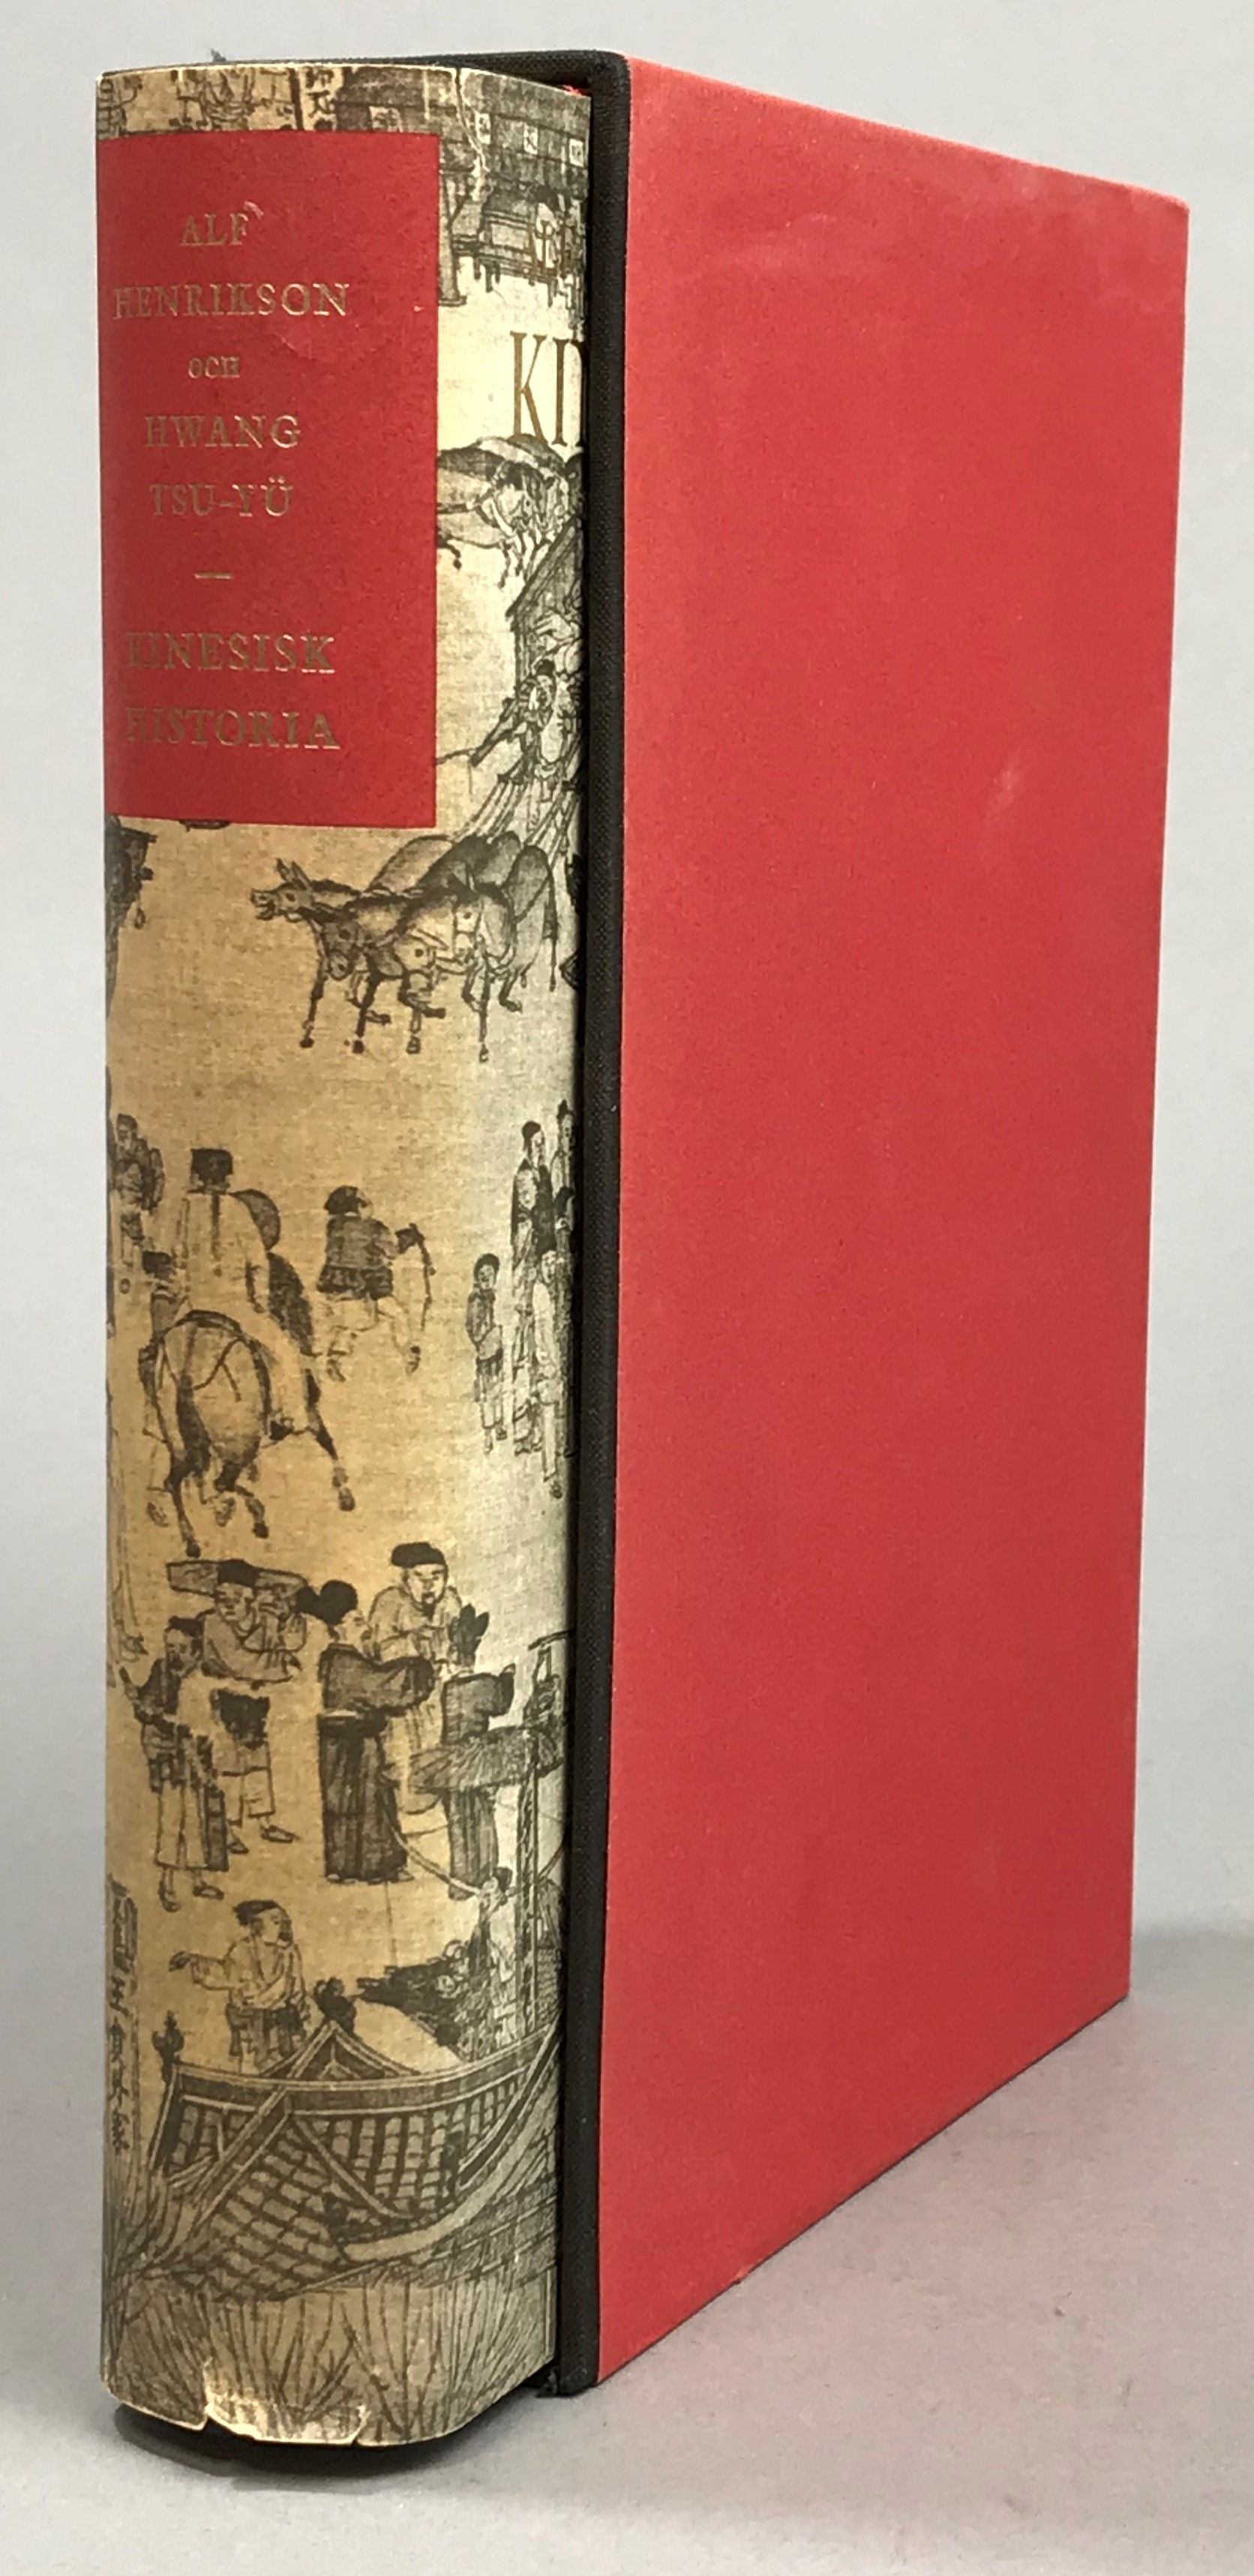 ALF
HENRIKSON
OCH
HWANG
TSU-YÜ
—
KINESISK
HISTORIA
KI